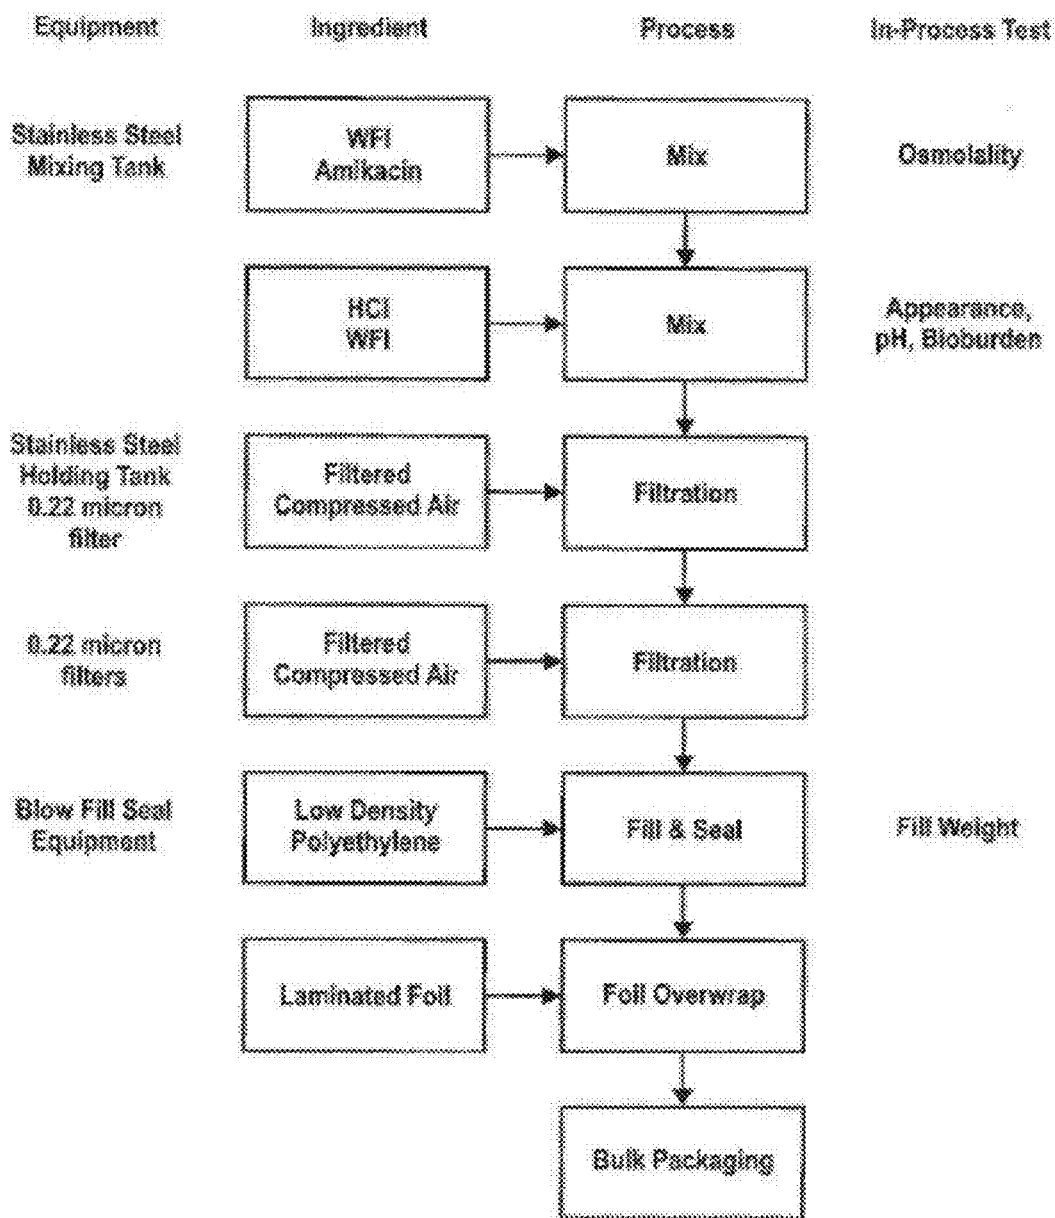 Equipment Ingredient Process In-Process Test
Stainless Steel
Mixing Tank
WFI
Amikacin
Mix
Osmolality
HCl
WFI
Mix
Appearance,
pH, Bioburden
Stainless Steel
Holding Tank
0.22 micron
filter
Filtered
Compressed Air
Filtration
0.22 micron
filters
Filtered
Compressed Air
Filtration
Blow Fill Seal
Equipment
Low Density
Polyethylene
Fill & Seal
Fill Weight
Laminated Foil
Foil Overwrap
Bulk Packaging